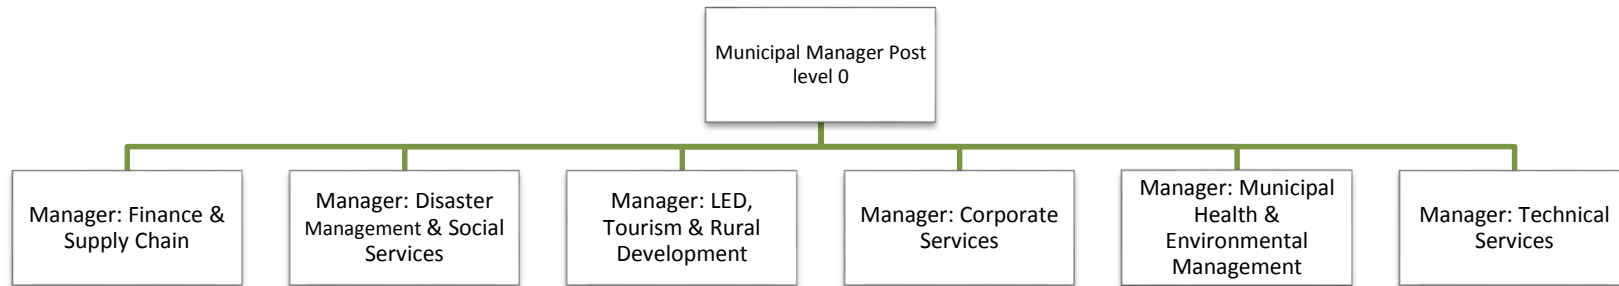 Municipal Manager Post
level 0
Manager: Finance &
Supply Chain
Manager: Disaster
Management & Social
Services
Manager: LED,
Tourism & Rural
Development
Manager: Corporate
Services
Manager: Municipal
Health &
Environmental
Management
Manager: Technical
Services